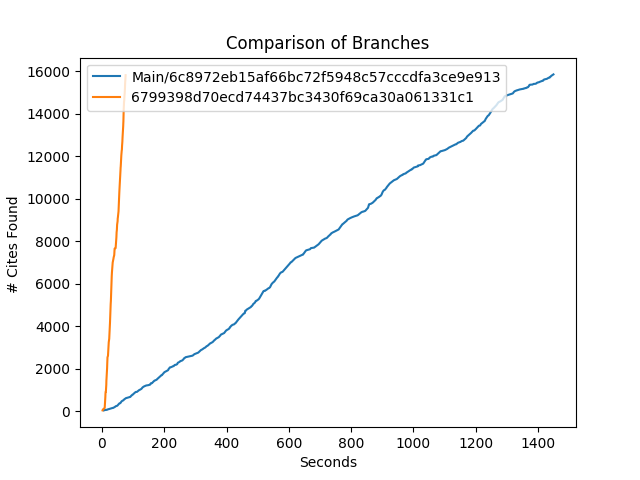 Comparison of Branches
Main/6c8972eb15af66bc72f5948c57cccdfa3ce9e913
6799398d70ecd74437bc3430f69ca30a061331c1
16000
14000
12000
10000
8000
6000
4000
2000
0
# Cites Found
0 200 400 600 800 1000 1200 1400
Seconds